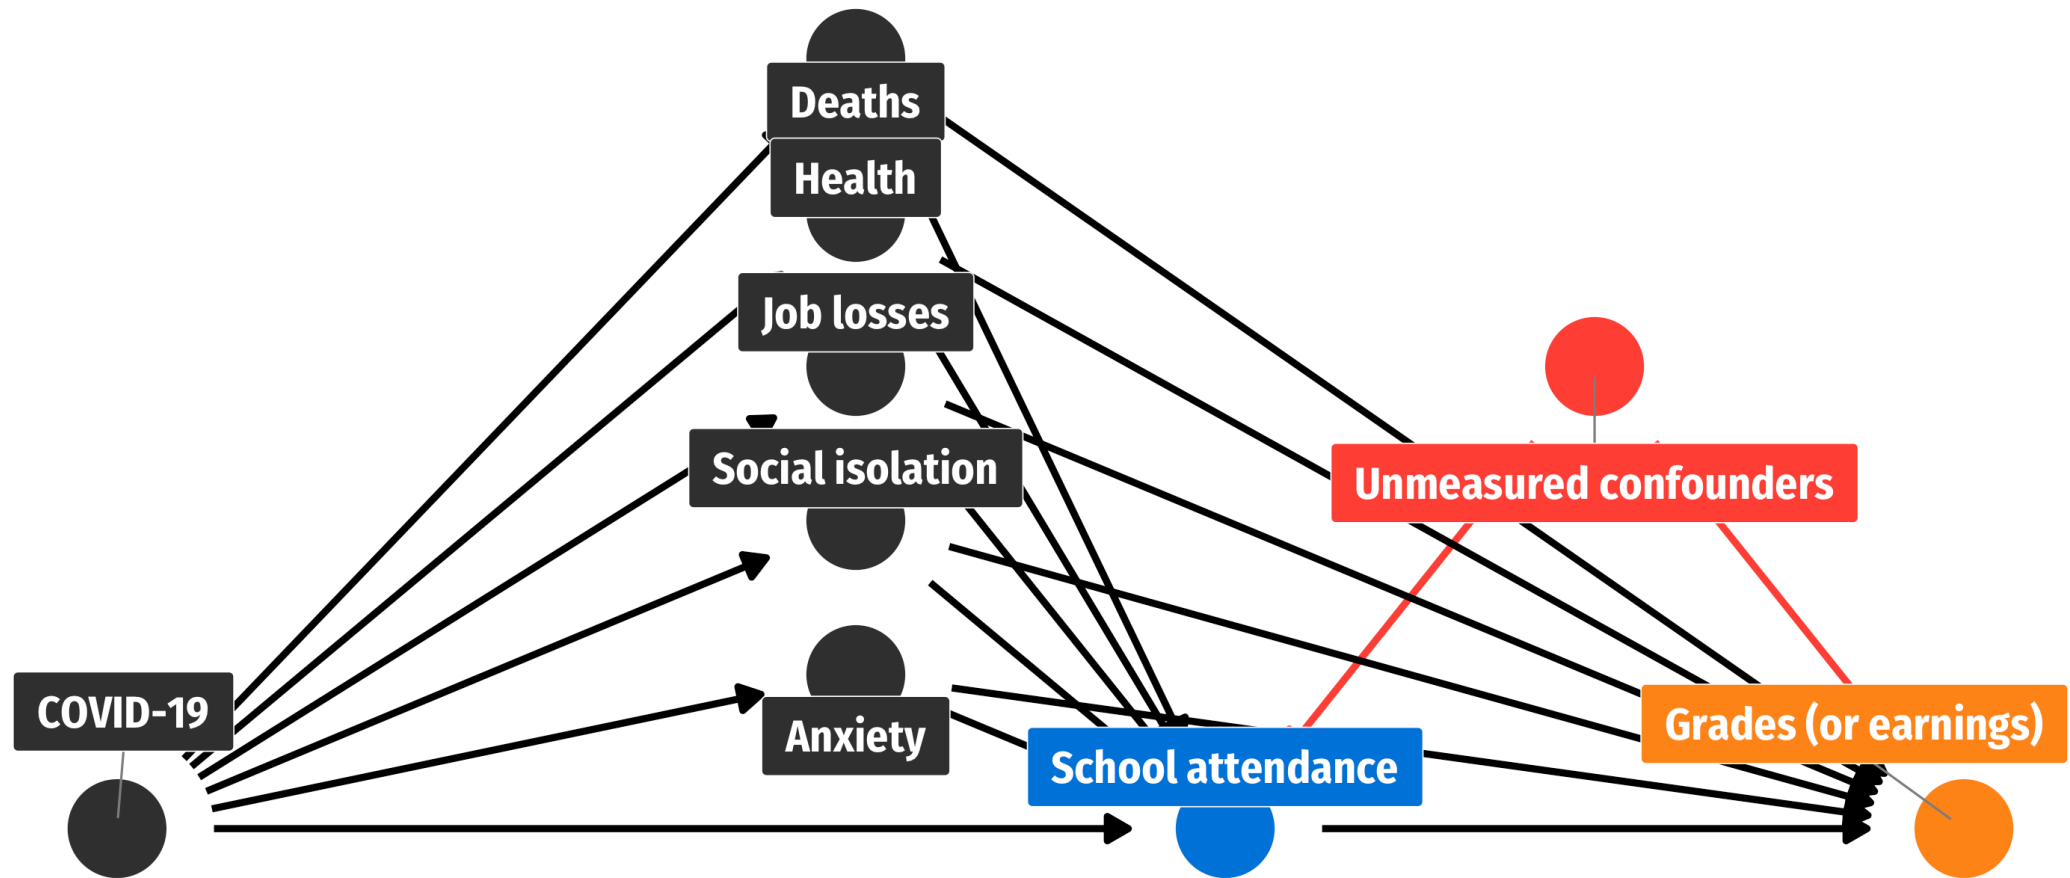 Deaths
Health
Job losses
Social isolation
Unmeasured confounders
COVID-19
Anxiety
School attendance
Grades (or earnings)